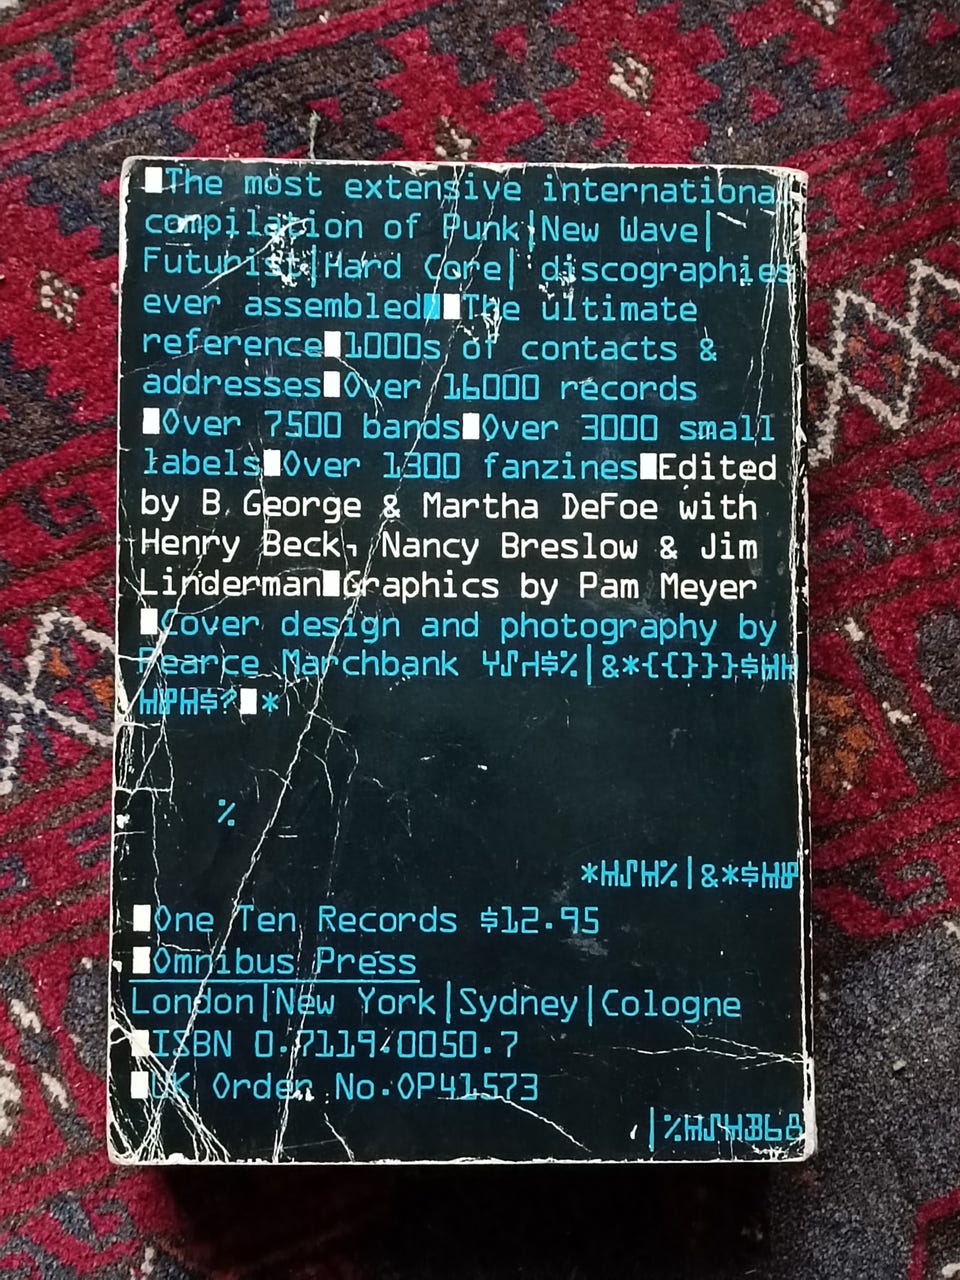 ■The most extensive international
compilation of Punk|New Wave|
Futurist|Hard Core| discographies
ever assembled■■The ultimate
reference■1000s of contacts &
addresses■Over 16000 records
■Over 7500 bands■Over 3000 small
labels■Over 1300 fanzines■Edited
by B.George & Martha DeFoe with
Henry Beck, Nancy Breslow & Jim
Linderman■Graphics by Pam Meyer
■Cover design and photography by
Pearce Marchbank $%|&*{{}}}$
$?■*
%
*%|&*$
■One Ten Records $12.95
■Omnibus Press
London|New York|Sydney|Cologne
■ISBN 0.7119.0050.7
■UK Order No.OP41573
|%